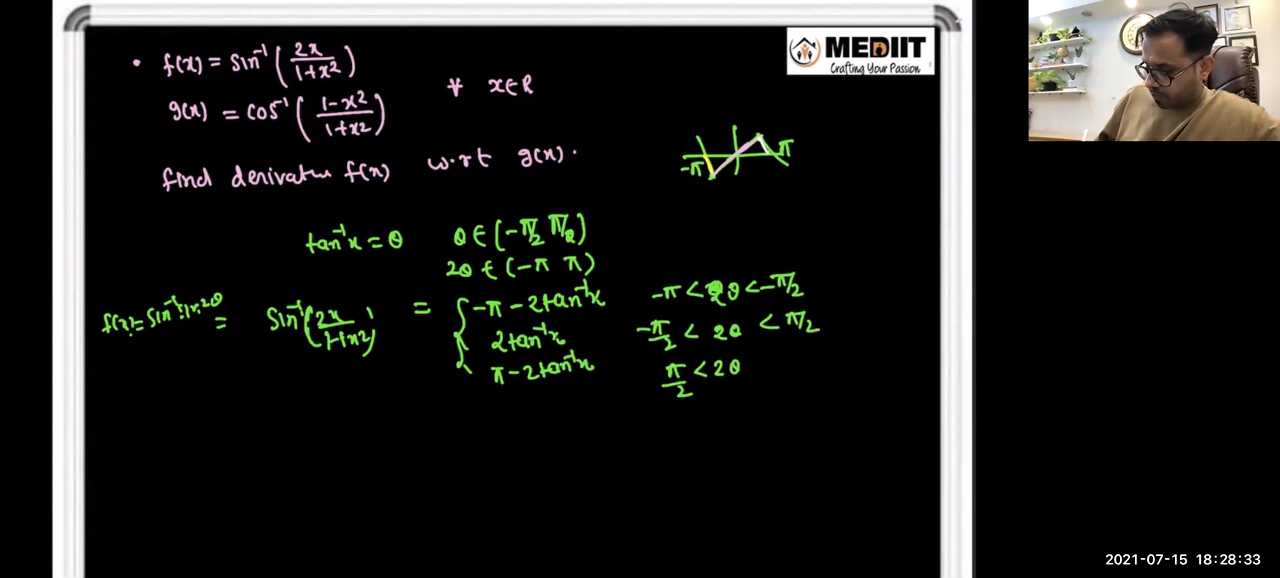 • f(x) = Sin⁻¹ (2x / 1+x²)
g(x) = cos⁻¹ (1-x² / 1+x²) ∀ x∈R
find derivative f(x) w.r.t g(x).
-π π
tan⁻¹x = θ θ ∈ (-π/2 π/2)
2θ ∈ (-π π)
f(x) = Sin⁻¹ sin2θ = Sin⁻¹(2x / 1+x²) = { -π - 2tan⁻¹x -π < 2θ < -π/2
2tan⁻¹x -π/2 < 2θ < π/2
π - 2tan⁻¹x π/2 < 2θ
MEDIIT
Crafting Your Passion
2021-07-15 18:28:33